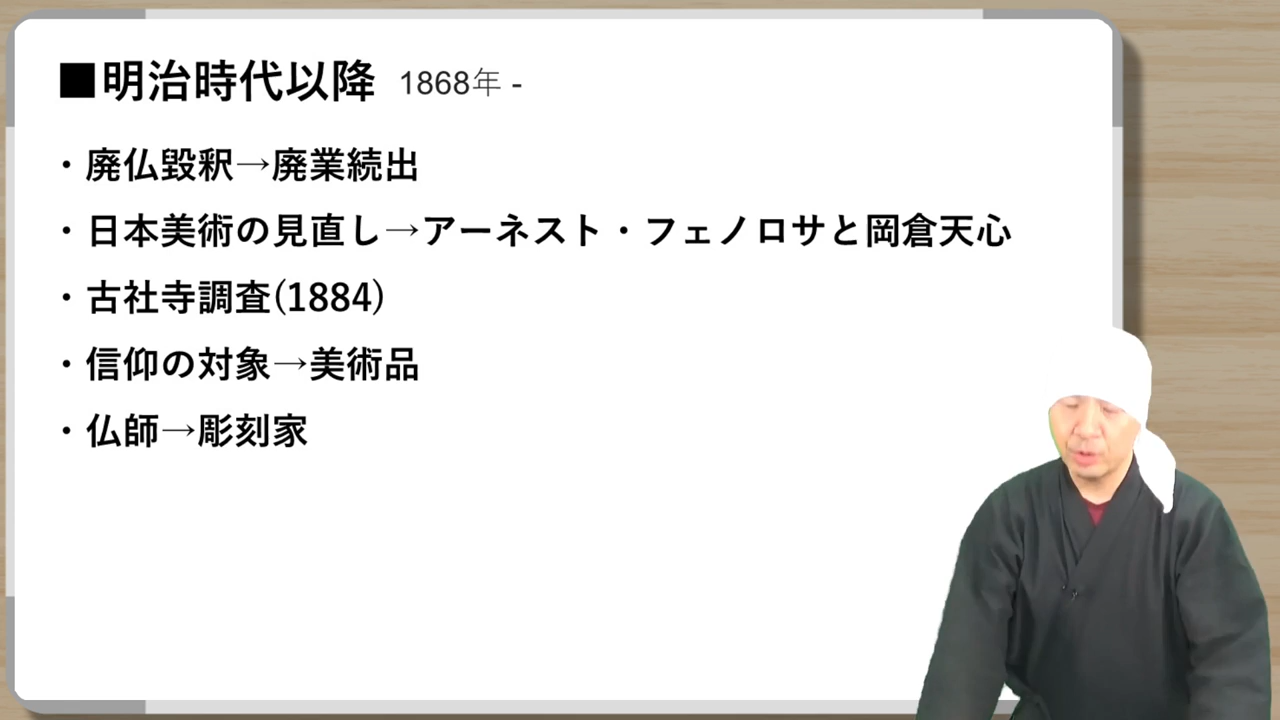 ■明治時代以降 1868年 -
・廃仏毀釈→廃業続出
・日本美術の見直し→アーネスト・フェノロサと岡倉天心
・古社寺調査(1884)
・信仰の対象→美術品
・仏師→彫刻家